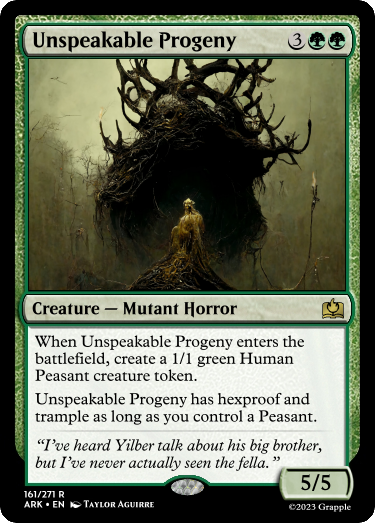 Unspeakable Progeny 3
Creature — Mutant Horror
When Unspeakable Progeny enters the
battlefield, create a 1/1 green Human
Peasant creature token.
Unspeakable Progeny has hexproof and
trample as long as you control a Peasant.
“I’ve heard Yilber talk about his big brother,
but I’ve never actually seen the fella.”
5/5
161/271 R
ARK • EN Taylor Aguirre
©2023 Grapple